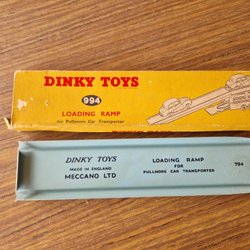 DINKY TOYS
994
LOADING RAMP
for Pullmore Car Transporter
DINKY TOYS
MADE IN ENGLAND
MECCANO LTD
LOADING RAMP
FOR
PULLMORE CAR TRANSPORTER
794